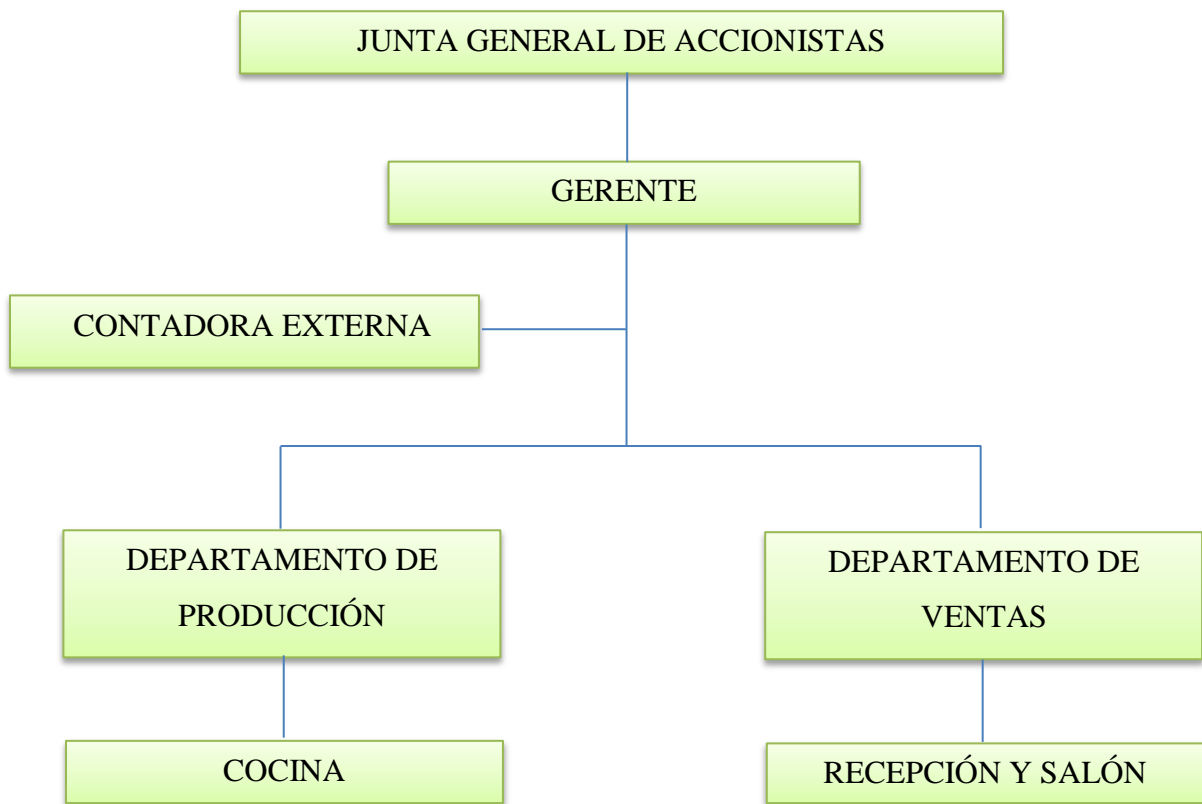 JUNTA GENERAL DE ACCIONISTAS
GERENTE
CONTADORA EXTERNA
DEPARTAMENTO DE
PRODUCCIÓN
DEPARTAMENTO DE
VENTAS
COCINA
RECEPCIÓN Y SALÓN